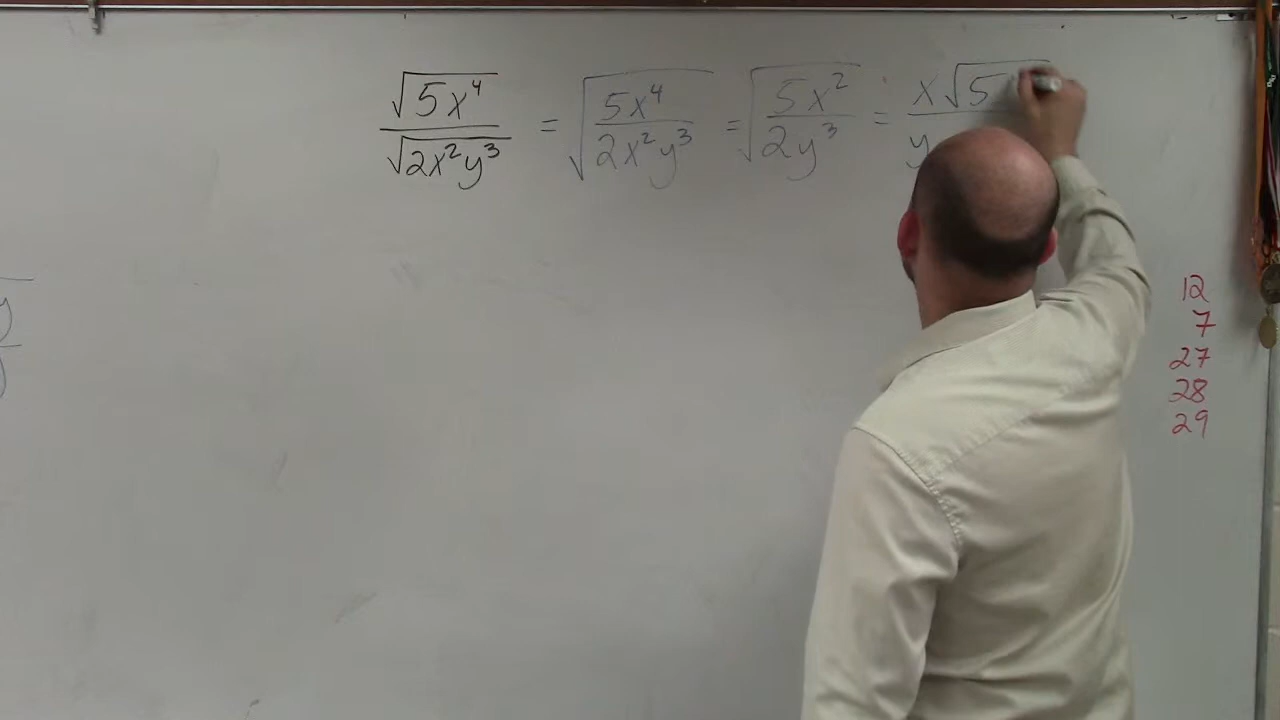 √5x⁴ / √2x²y³ = √(5x⁴ / 2x²y³) = √(5x² / 2y³) = x√5 / y
y
12
7
27
28
29